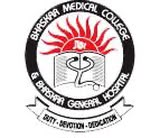 BHASKAR MEDICAL COLLEGE
& BHASKAR GENERAL HOSPITAL
DUTY - DEVOTION - DEDICATION